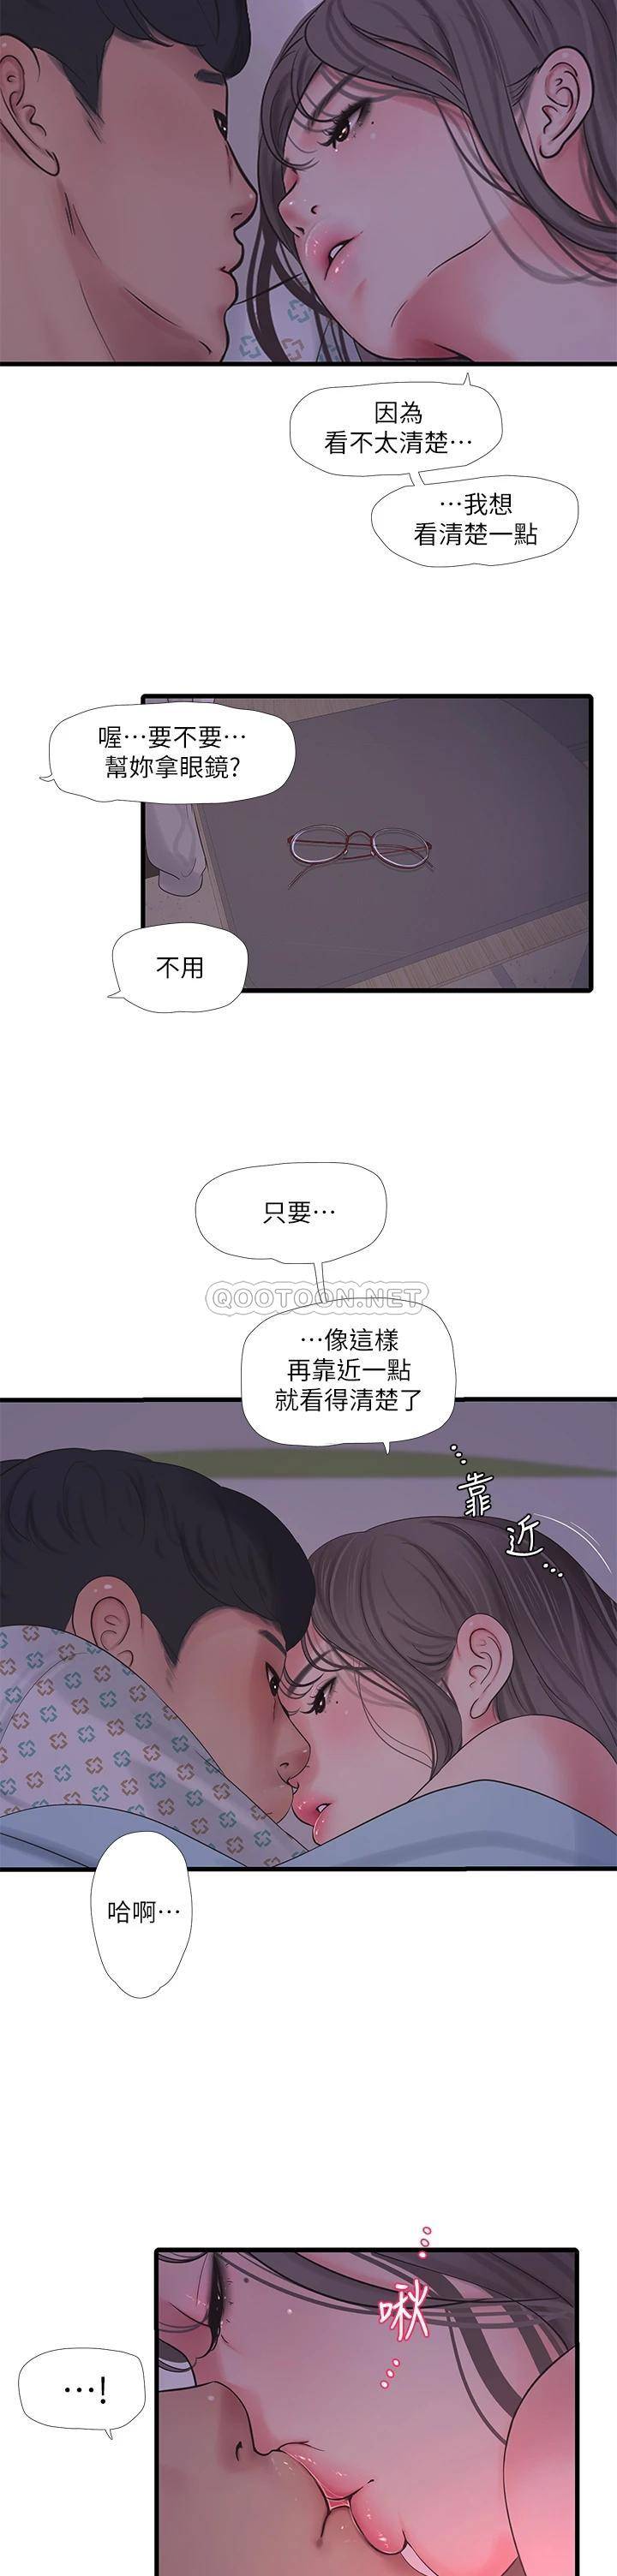 因為
看不太清楚…
…我想
看清楚一點
喔…要不要…
幫妳拿眼鏡?
不用
只要…
QOOTOON.NET
…像這樣
再靠近一點
就看得清楚了
…靠近…
哈啊…
啾
…!